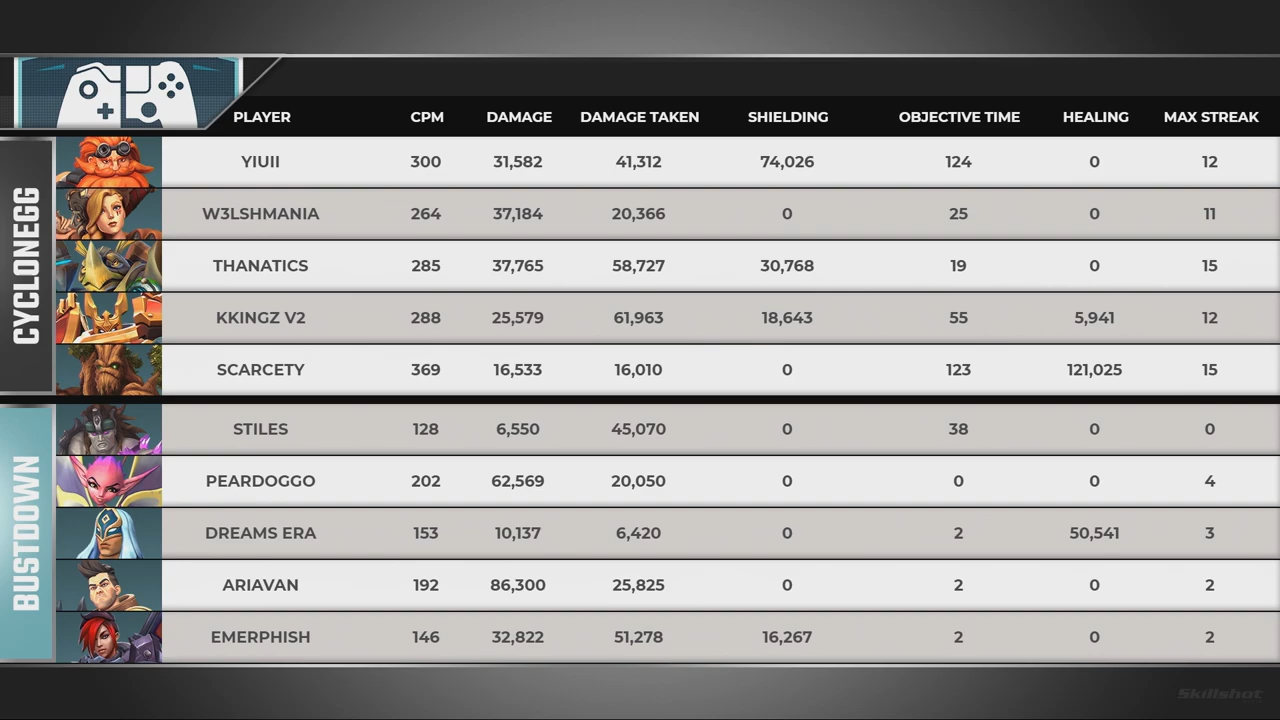 PLAYER CPM DAMAGE DAMAGE TAKEN SHIELDING OBJECTIVE TIME HEALING MAX STREAK
CYCLONEGG
YIUII 300 31,582 41,312 74,026 124 0 12
W3LSHMANIA 264 37,184 20,366 0 25 0 11
THANATICS 285 37,765 58,727 30,768 19 0 15
KKINGZ V2 288 25,579 61,963 18,643 55 5,941 12
SCARCETY 369 16,533 16,010 0 123 121,025 15
BUSTDOWN
STILES 128 6,550 45,070 0 38 0 0
PEARDOGGO 202 62,569 20,050 0 0 0 4
DREAMS ERA 153 10,137 6,420 0 2 50,541 3
ARIAVAN 192 86,300 25,825 0 2 0 2
EMERPHISH 146 32,822 51,278 16,267 2 0 2
Skillshot